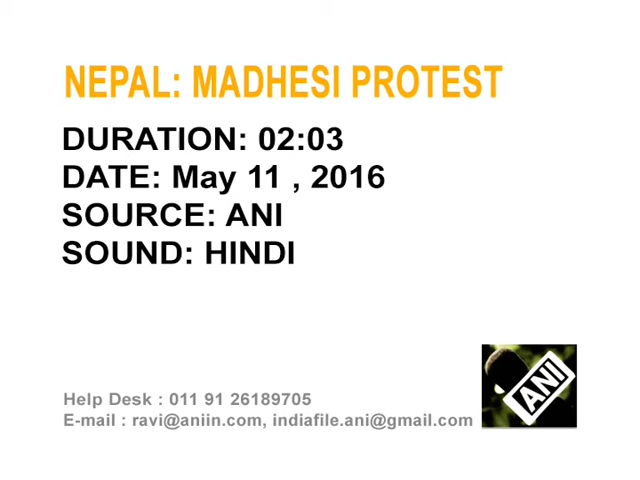 NEPAL: MADHESI PROTEST
DURATION: 02:03
DATE: May 11 , 2016
SOURCE: ANI
SOUND: HINDI
Help Desk : 011 91 26189705
E-mail : ravi@aniin.com, indiafile.ani@gmail.com
ANI